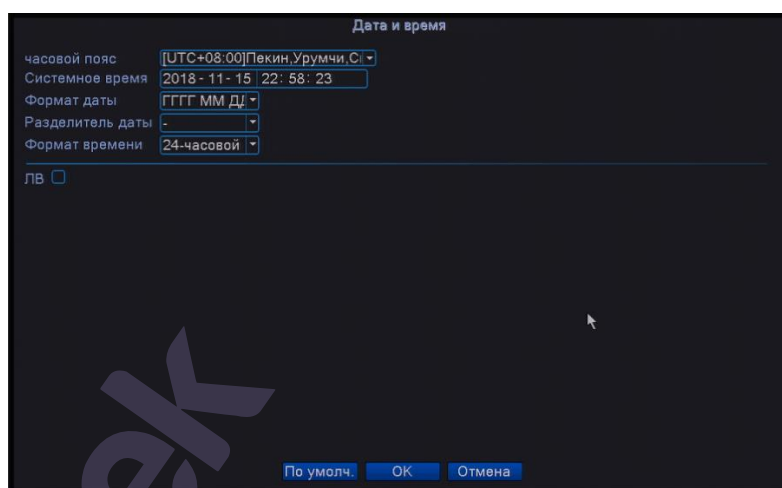 Дата и время
часовой пояс [UTC+08:00]Пекин,Урумчи,С
Системное время 2018-11-15 22:58:23
Формат даты ГГГГ ММ Д
Разделитель даты -
Формат времени 24-часовой
ЛВ
По умолч. OK Отмена